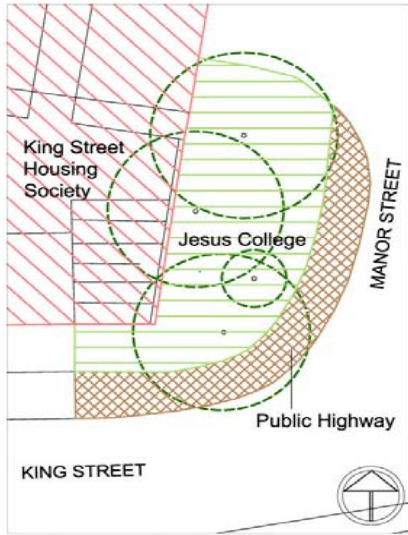 King Street
Housing
Society
Jesus College
MANOR STREET
Public Highway
KING STREET